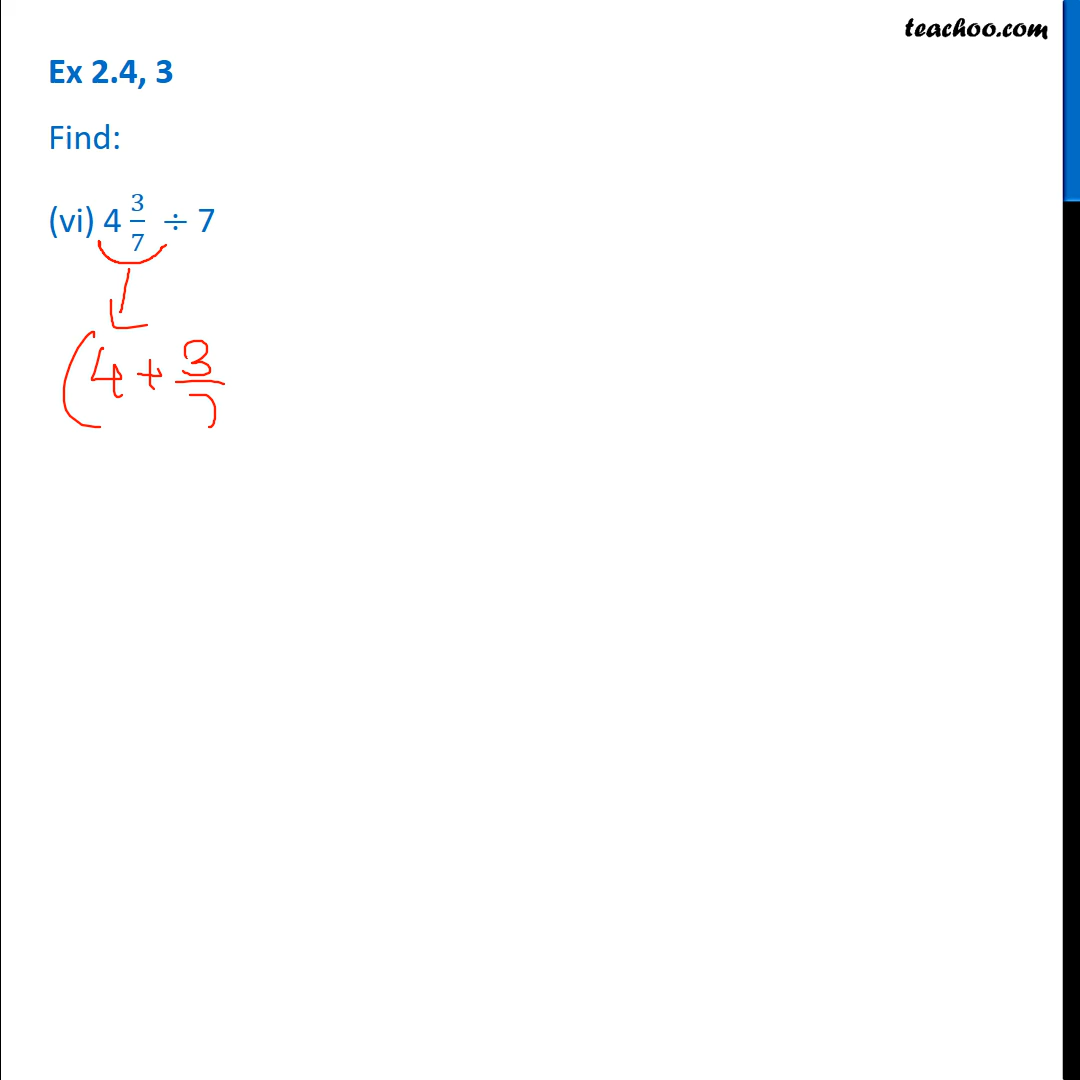 teachoo.com
Ex 2.4, 3
Find:
(vi) 4 3/7 ÷ 7
(4 + 3/7